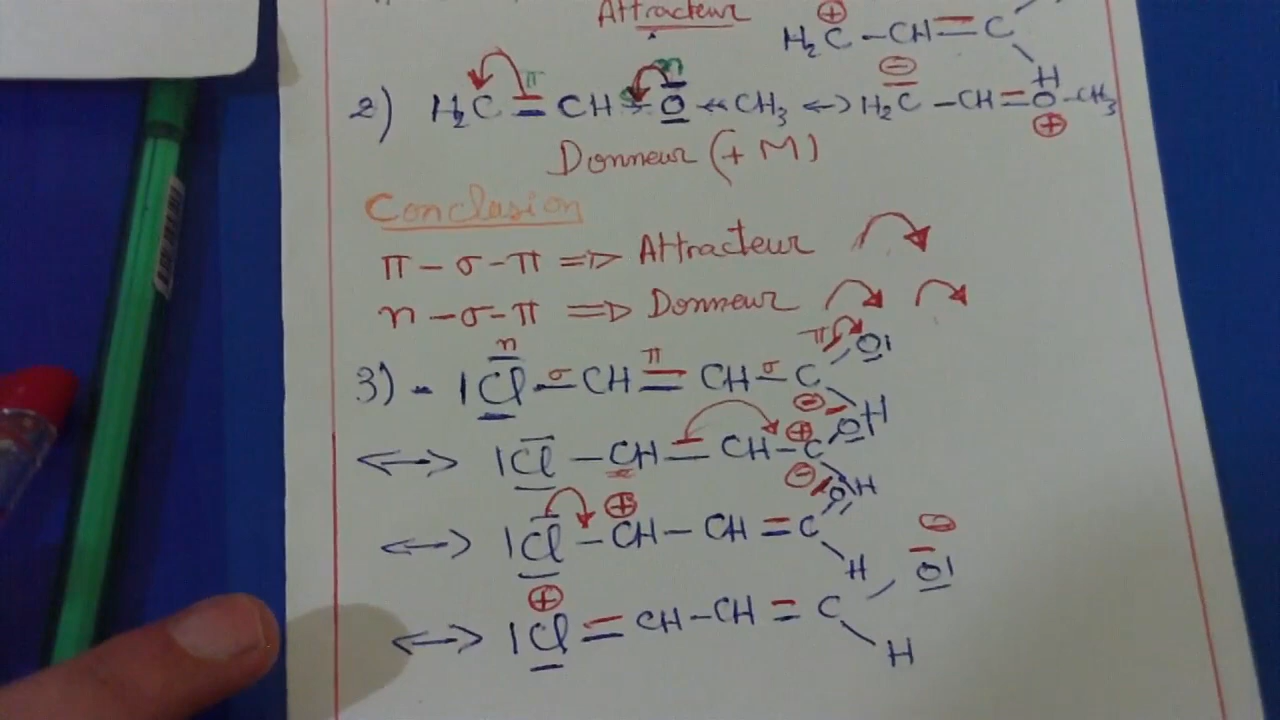 Attracteur
H₂C⊕ – CH = C
H
2) H₂C = CH – O – CH₃ ↔ H₂C⊖ – CH = O⊕ – CH₃
π n
Donneur (+ M)
Conclusion
π – σ – π ⇒ Attracteur
n – σ – π ⇒ Donneur
3) - |Cl – CH = CH – C
n σ π σ π O| H
↔ |Cl – CH = CH – C ⊕ ⊖ O H
↔ |Cl – CH ⊕ – CH = C ⊖ O H
↔ |Cl ⊕ = CH – CH = C ⊖ O| H